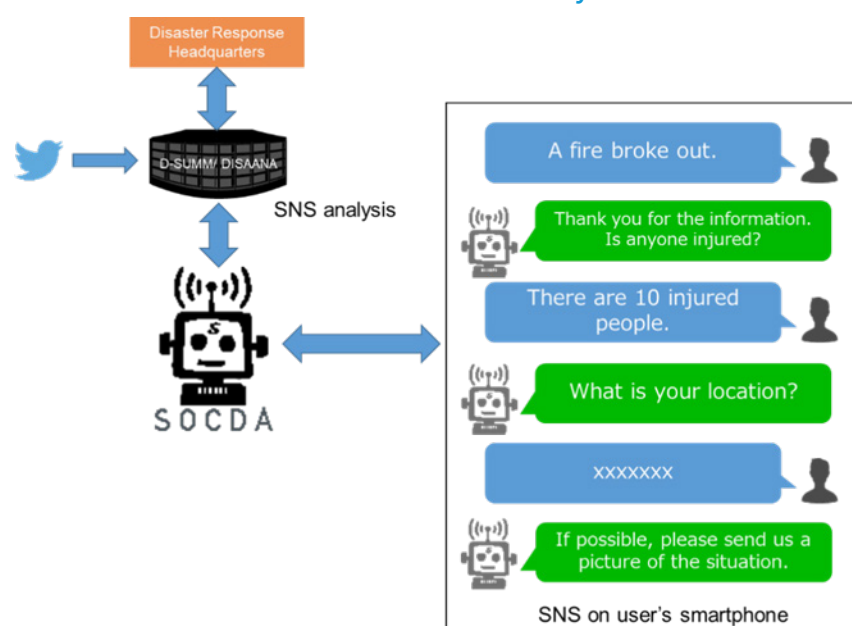 Disaster Response
Headquarters
D-SUMM/ DISAANA
SNS analysis
S
SOCDA
A fire broke out.
Thank you for the information.
Is anyone injured?
There are 10 injured
people.
What is your location?
xxxxxxx
If possible, please send us a
picture of the situation.
SNS on user's smartphone